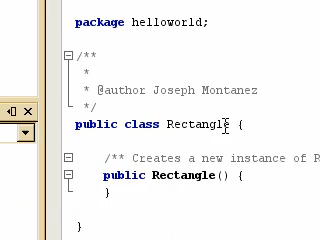 package helloworld;
/**
*
* @author Joseph Montanez
*/
public class Rectangle {
/** Creates a new instance of R
public Rectangle() {
}
}